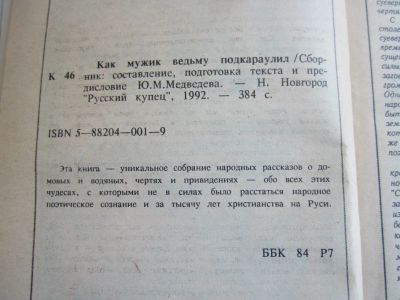 Как мужик ведьму подкараулил/Сбор-
К 46 ник: составление, подготовка текста и пре-
дисловие Ю.М.Медведева. — Н. Новгород
"Русский купец", 1992. — 384 с.
ISBN 5—88204—001—9
Эта книга — уникальное собрание народных рассказов о до-
мовых и водяных, чертях и привидениях — обо всех этих
чудесах, с которыми не в силах было расстаться народное
поэтическое сознание и за тысячу лет христианства на Руси.
ББК 84 Р7